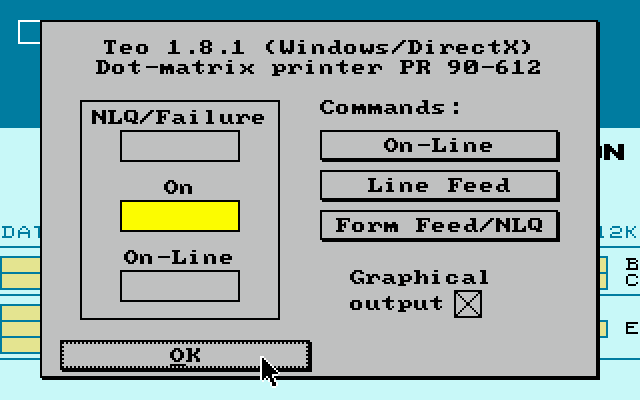 Teo 1.8.1 (Windows/DirectX)
Dot-matrix printer PR 90-612
NLQ/Failure
On
On-Line
Commands:
On-Line
Line Feed
Form Feed/NLQ
Graphical
output
OK
ON
DAT
12K
B
C
E